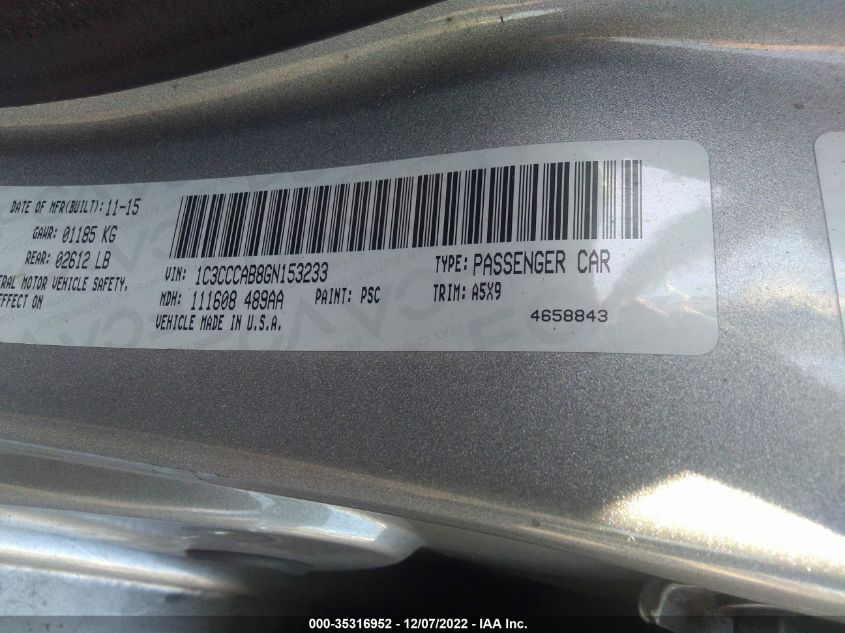 DATE OF MFR(BUILT): 11-15
GAWR: 01185 KG
REAR: 02612 LB
TRAL MOTOR VEHICLE SAFETY,
EFFECT ON
VIN: 1C3CCCAB8GN153233
TYPE: PASSENGER CAR
MDH: 111608 489AA PAINT: PSC TRIM: A5X9
VEHICLE MADE IN U.S.A.
4658843
000-35316952 - 12/07/2022 - IAA Inc.